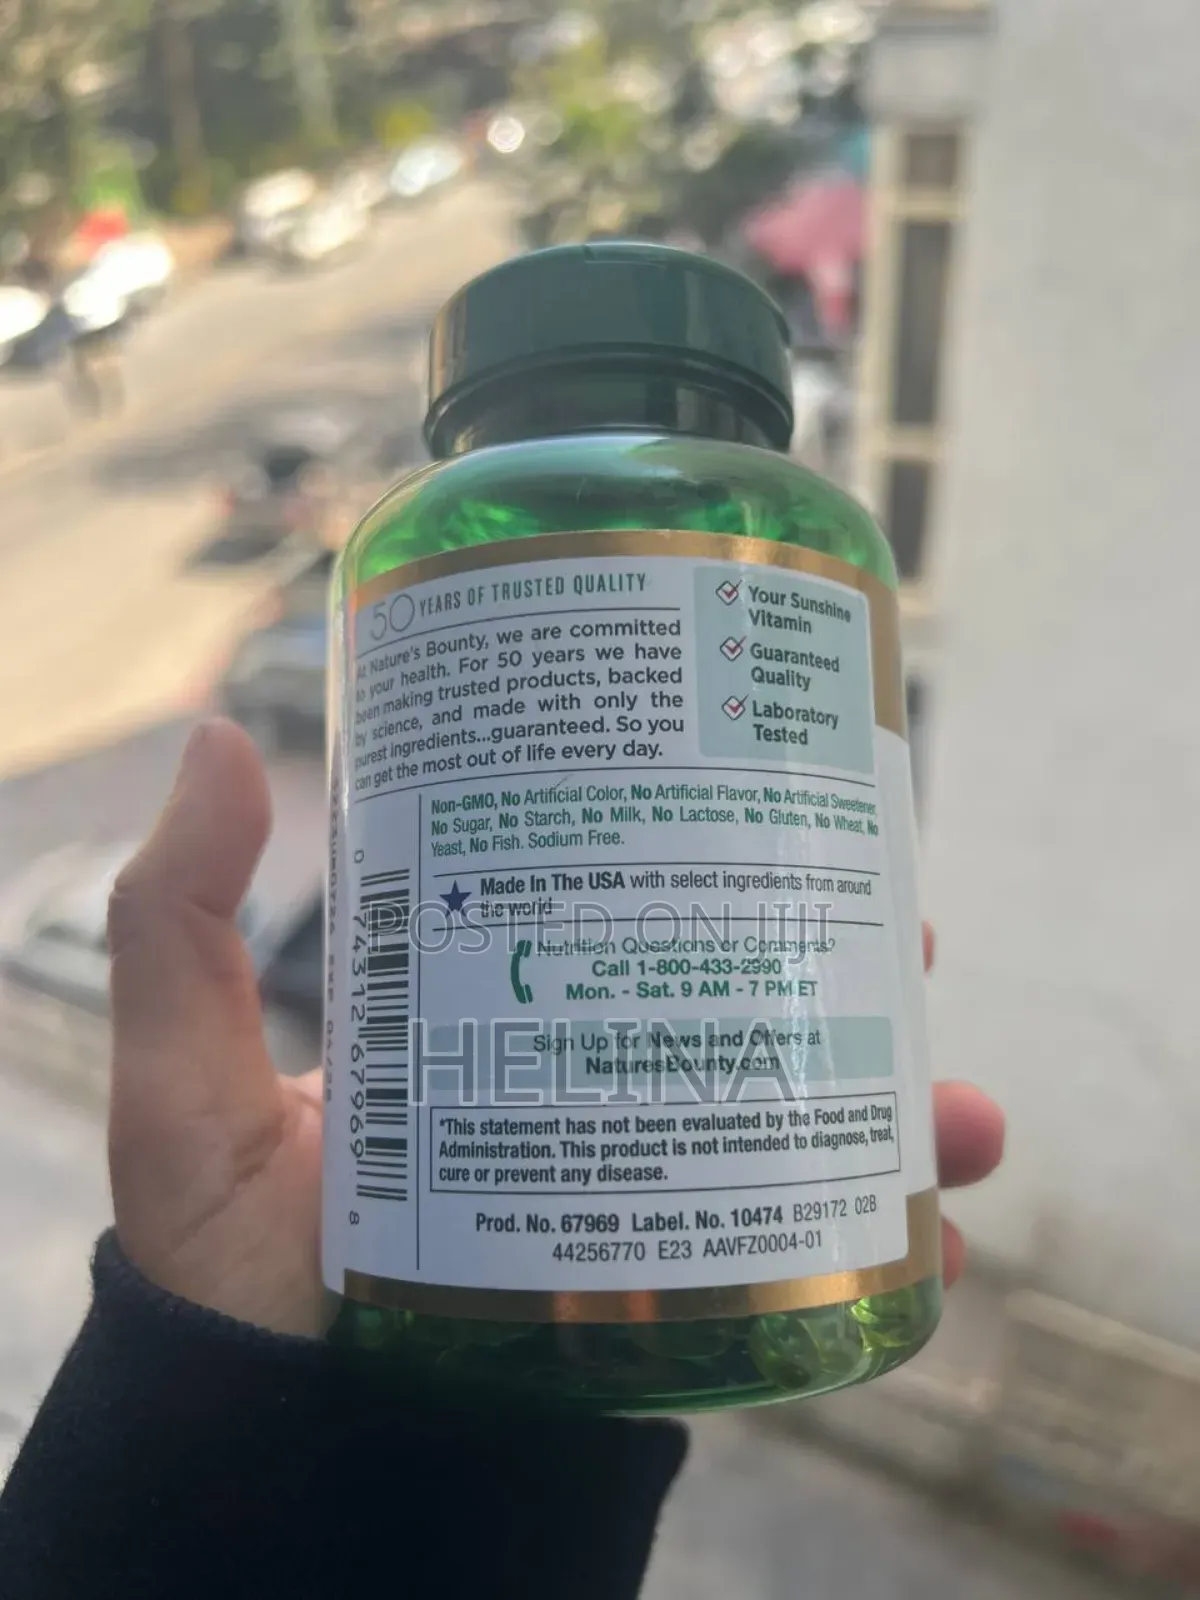 50 YEARS OF TRUSTED QUALITY
At Nature's Bounty, we are committed
to your health. For 50 years we have
been making trusted products, backed
by science, and made with only the
purest ingredients...guaranteed. So you
can get the most out of life every day.
Your Sunshine
Vitamin
Guaranteed
Quality
Laboratory
Tested
Non-GMO, No Artificial Color, No Artificial Flavor, No Artificial Sweetener,
No Sugar, No Starch, No Milk, No Lactose, No Gluten, No Wheat, No
Yeast, No Fish. Sodium Free.
Made In The USA with select ingredients from around
the world
POSTED ON JIJI
Nutrition Questions or Comments?
Call 1-800-433-2990
Mon. - Sat. 9 AM - 7 PM ET
HELINA
Sign Up for News and Offers at
NaturesBounty.com
*This statement has not been evaluated by the Food and Drug
Administration. This product is not intended to diagnose, treat,
cure or prevent any disease.
Prod. No. 67969 Label. No. 10474 B29172 02B
44256770 E23 AAVFZ0004-01
0 74312 67969 8